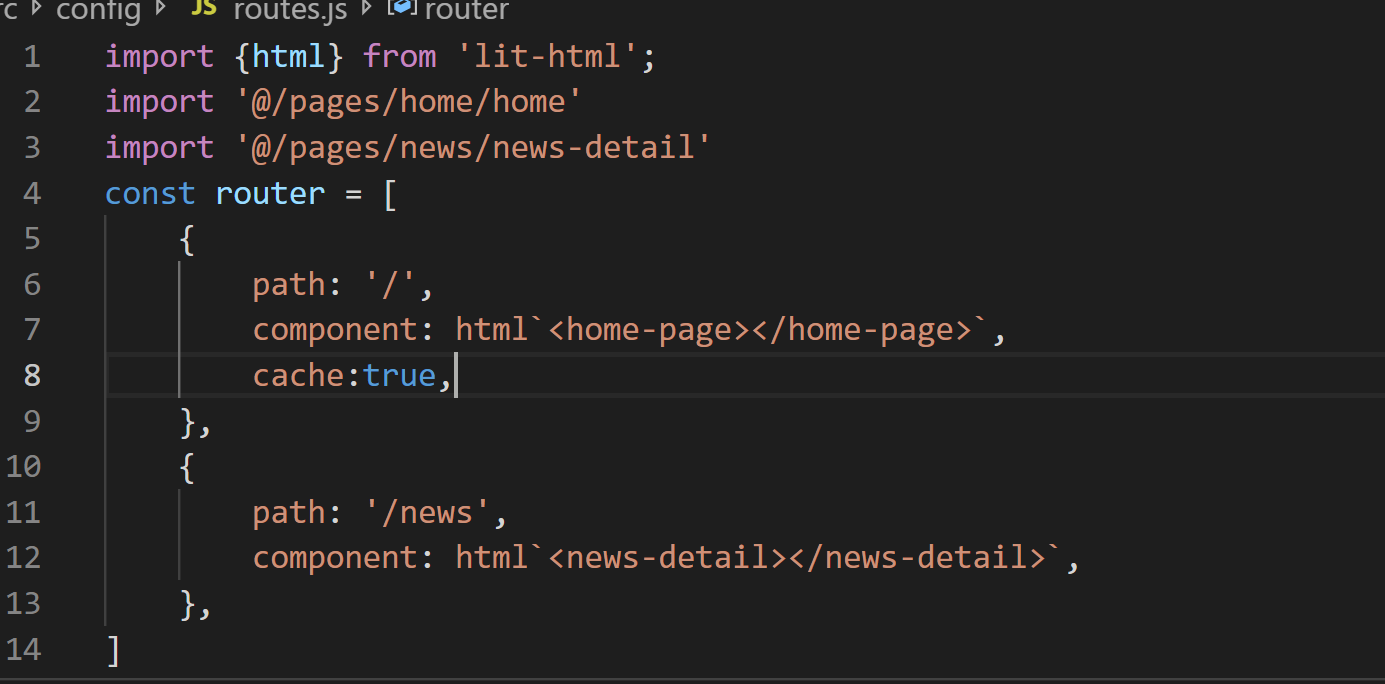 config JS routes.js router
1 import {html} from 'lit-html';
2 import '@/pages/home/home'
3 import '@/pages/news/news-detail'
4 const router = [
5 {
6 path: '/',
7 component: html`<home-page></home-page>`,
8 cache:true,
9 },
10 {
11 path: '/news',
12 component: html`<news-detail></news-detail>`,
13 },
14 ]